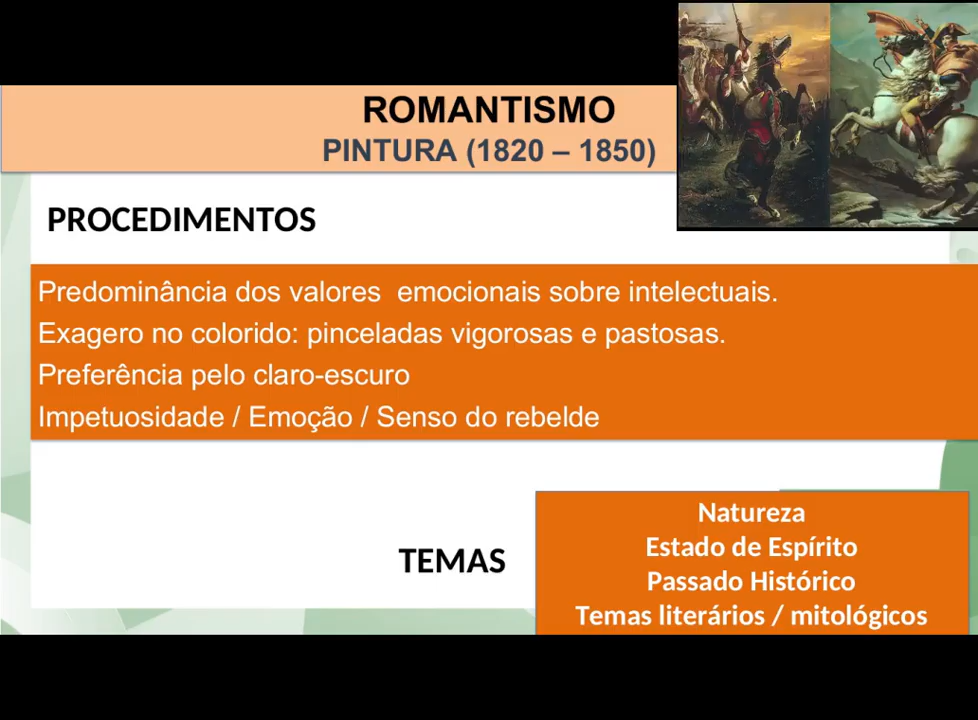 ROMANTISMO
PINTURA (1820 – 1850)
PROCEDIMENTOS
Predominância dos valores  emocionais sobre intelectuais.
Exagero no colorido: pinceladas vigorosas e pastosas.
Preferência pelo claro-escuro
Impetuosidade / Emoção / Senso do rebelde
TEMAS
Natureza
Estado de Espírito
Passado Histórico
Temas literários / mitológicos